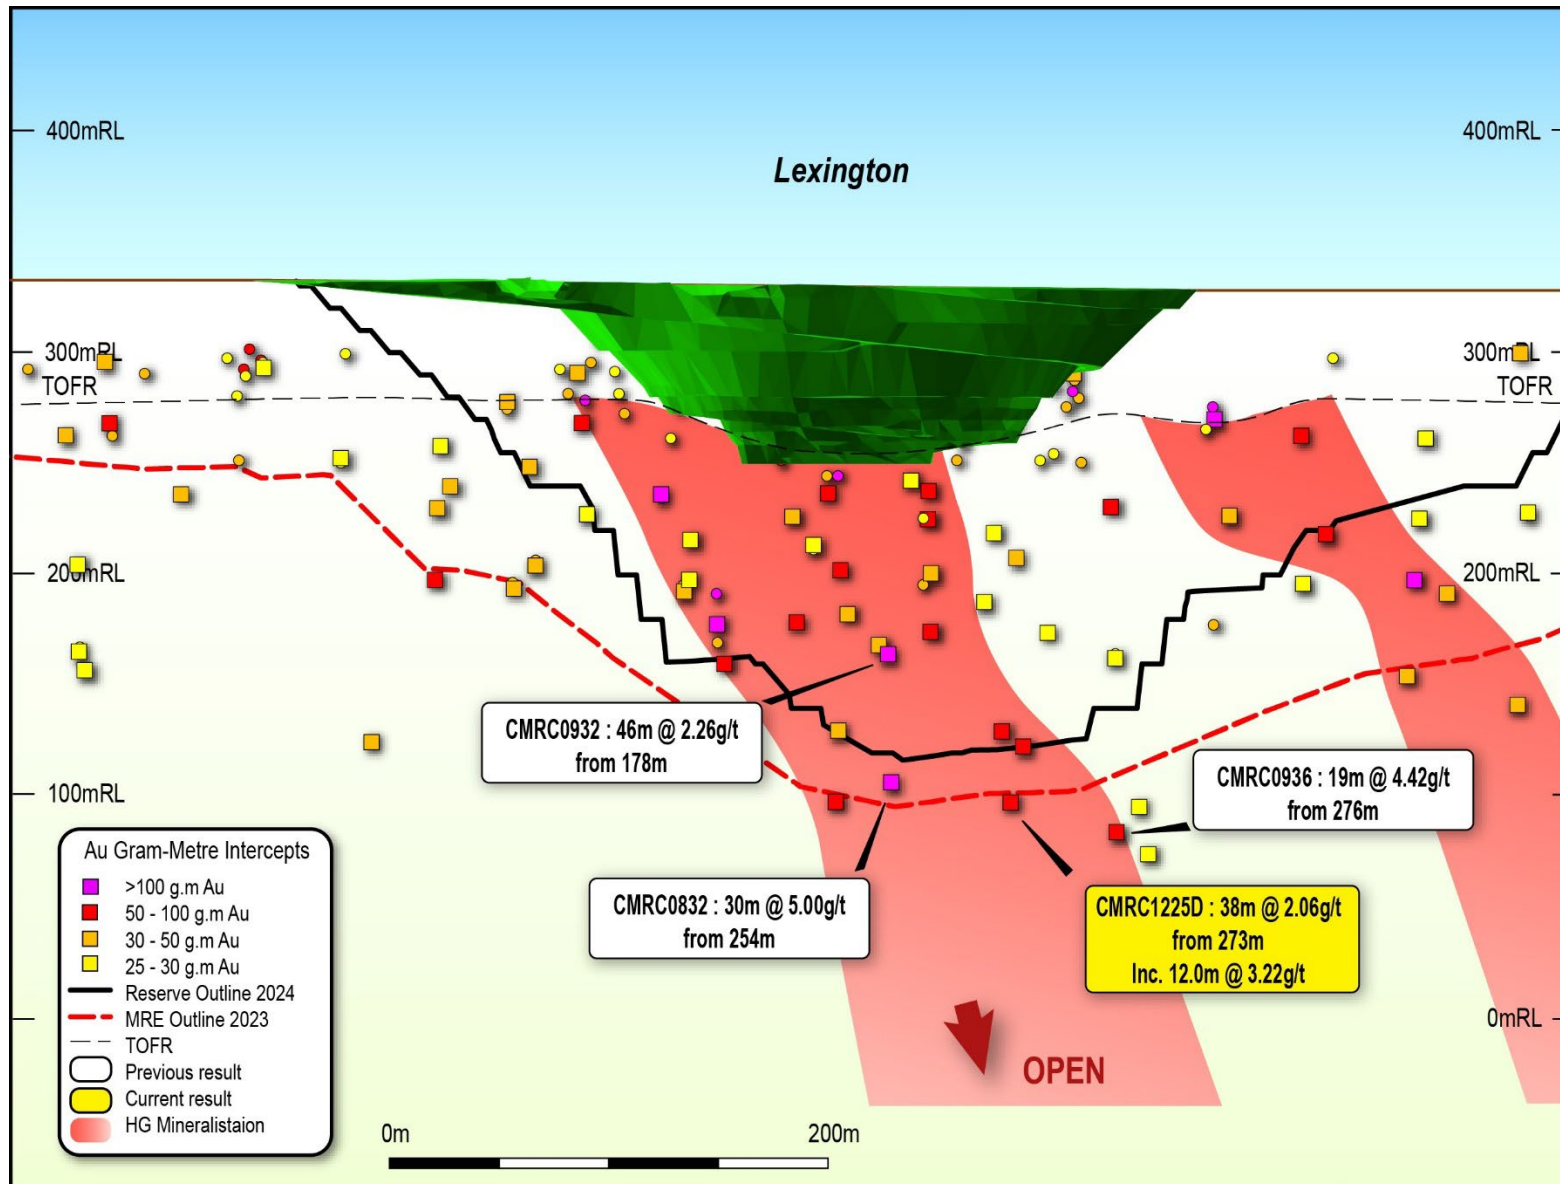 400mRL
400mRL
Lexington
300mRL
300mRL
TOFR
TOFR
200mRL
200mRL
CMRC0932 : 46m @ 2.26g/t
from 178m
100mRL
CMRC0936 : 19m @ 4.42g/t
from 276m
CMRC0832 : 30m @ 5.00g/t
from 254m
CMRC1225D : 38m @ 2.06g/t
from 273m
Inc. 12.0m @ 3.22g/t
0mRL
OPEN
Au Gram-Metre Intercepts
>100 g.m Au
50 - 100 g.m Au
30 - 50 g.m Au
25 - 30 g.m Au
Reserve Outline 2024
MRE Outline 2023
TOFR
Previous result
Current result
HG Mineralistaion
0m
200m